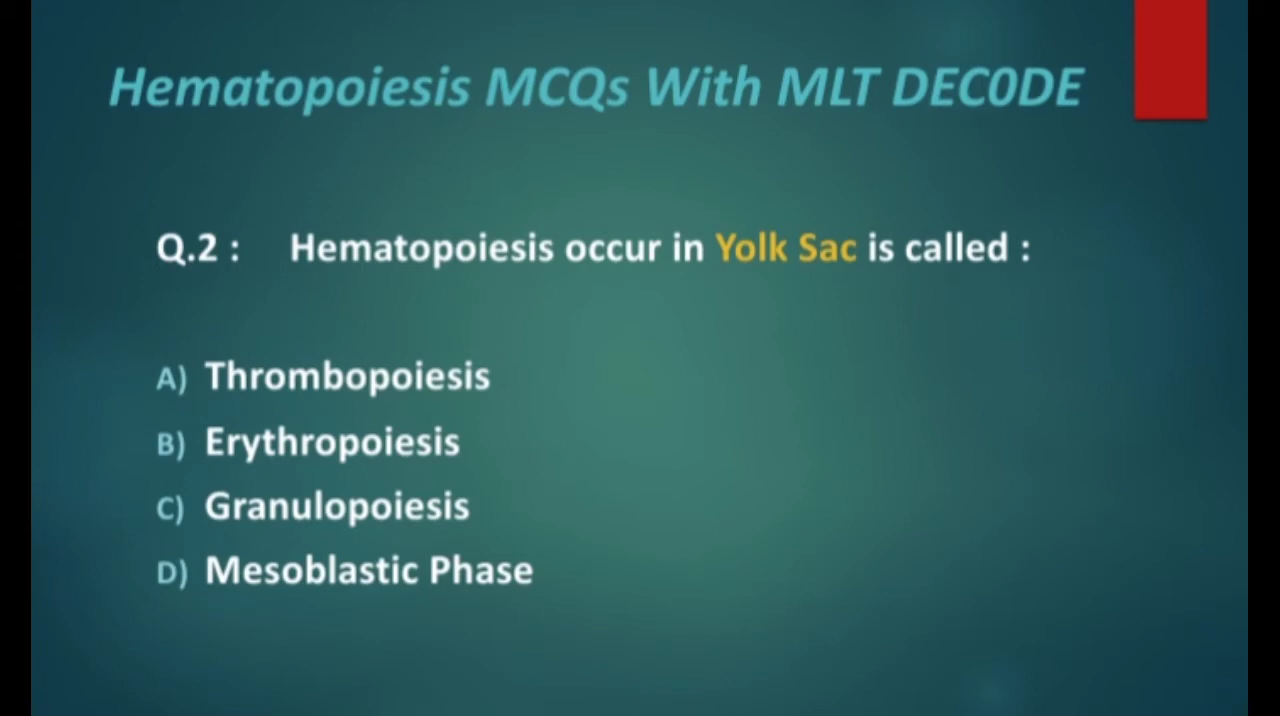 Hematopoiesis MCQs With MLT DEC0DE
Q.2 : Hematopoiesis occur in Yolk Sac is called :
A) Thrombopoiesis
B) Erythropoiesis
C) Granulopoiesis
D) Mesoblastic Phase